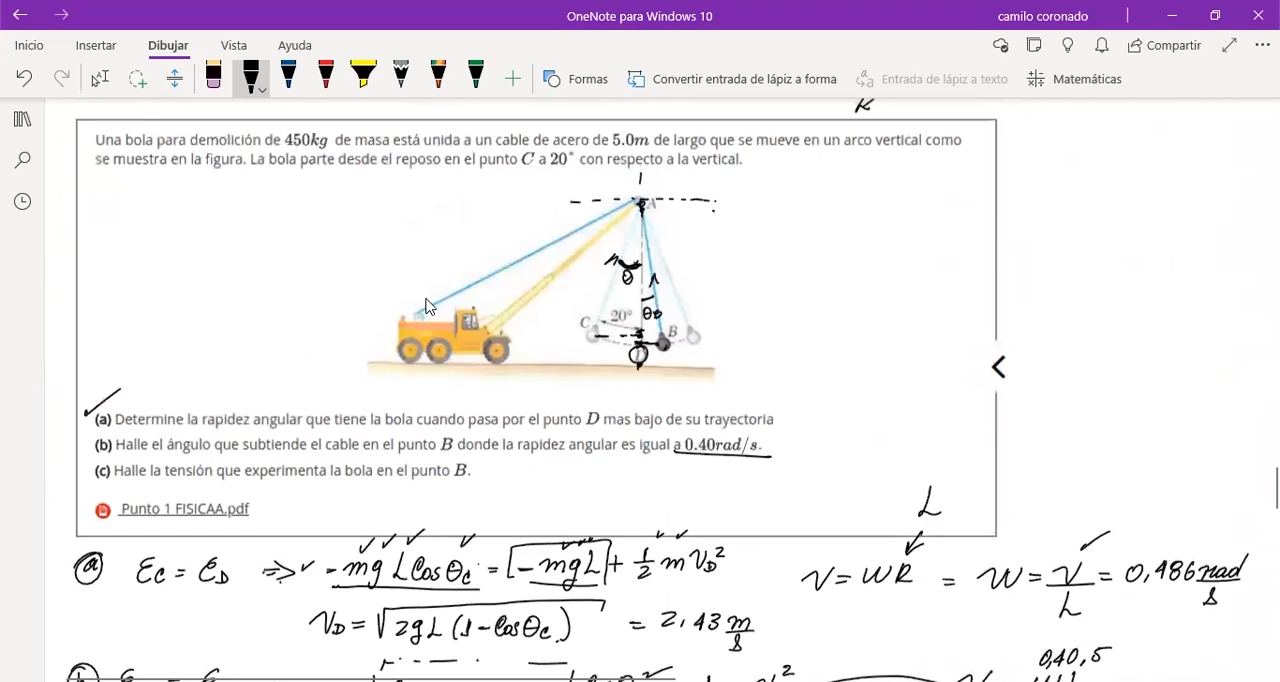 OneNote para Windows 10
camilo coronado
Inicio Insertar Dibujar Vista Ayuda
Compartir
Formas
Convertir entrada de lápiz a forma
Entrada de lápiz a texto
Matemáticas
K
Una bola para demolición de 450kg de masa está unida a un cable de acero de 5.0m de largo que se mueve en un arco vertical como
se muestra en la figura. La bola parte desde el reposo en el punto C a 20° con respecto a la vertical.
A
θ
20° θB
C B
D
(a) Determine la rapidez angular que tiene la bola cuando pasa por el punto D mas bajo de su trayectoria
(b) Halle el ángulo que subtiende el cable en el punto B donde la rapidez angular es igual a 0.40rad/s.
(c) Halle la tensión que experimenta la bola en el punto B.
Punto 1 FISICAA.pdf
L
a Ec = ED => -mg L Cos θc = [-mgL] + 1/2 m VD² V = WR = W = V/L = 0,486 rad/s
VD = √2gL (1 - Cos θc) = 2,43 m/s
0,40,5